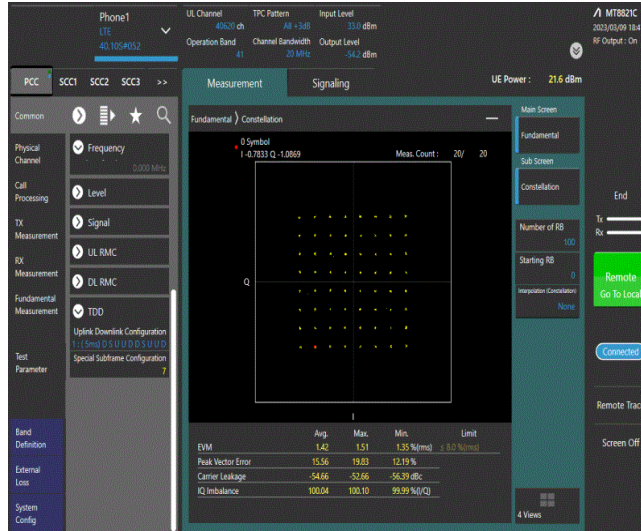 Phone1
LTE
40.10S#052
UL Channel TPC Pattern Input Level
40620 ch All +3dB 33.0 dBm
Operation Band Channel Bandwidth Output Level
41 20 MHz -54.2 dBm
MT8821C
2023/03/09 18:4
RF Output : On
PCC SCC1 SCC2 SCC3 >>
Measurement Signaling UE Power : 21.6 dBm
Common
Physical
Channel
Call
Processing
TX
Measurement
RX
Measurement
Fundamental
Measurement
Test
Parameter
Band
Definition
External
Loss
System
Config
Frequency
0.000 MHz
Level
Signal
UL RMC
DL RMC
TDD
Uplink Downlink Configuration
1 : ( 5ms) D S U U D D S U U D
Special Subframe Configuration
7
Fundamental ⟩ Constellation
0 Symbol
I -0.7833 Q -1.0869 Meas. Count : 20/ 20
Q
I
Avg. Max. Min. Limit
EVM 1.42 1.51 1.35 %(rms) ≤ 8.0 %(rms)
Peak Vector Error 15.56 19.83 12.19 %
Carrier Leakage -54.66 -52.66 -56.39 dBc
IQ Imbalance 100.04 100.10 99.99 %(I/Q)
Main Screen
Fundamental
Sub Screen
Constellation
Number of RB
100
Starting RB
0
Interpolation (Constellation)
None
4 Views
End
Tx
Rx
Remote
Go To Local
Connected
Remote Trac
Screen Off